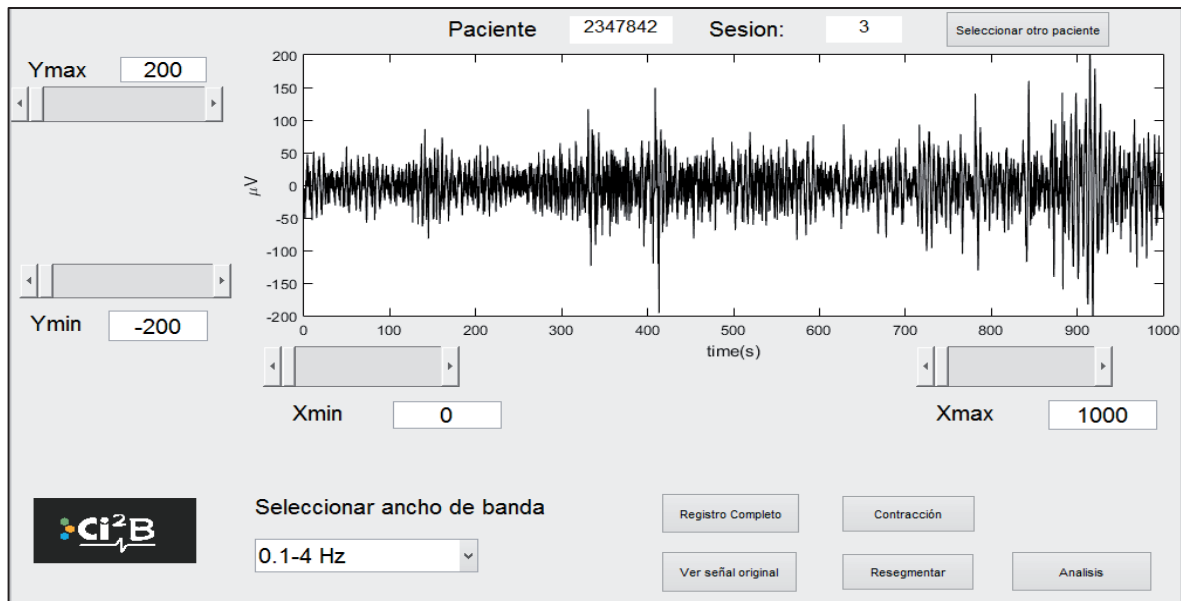 Paciente 2347842 Sesion: 3 Seleccionar otro paciente
Ymax 200
200
150
100
50
0
-50
-100
-150
-200
µV
Ymin -200
0 100 200 300 400 500 600 700 800 900 1000
time(s)
Xmin 0
Xmax 1000
Ci²B
Seleccionar ancho de banda
0.1-4 Hz
Registro Completo Contracción
Ver señal original Resegmentar Analisis